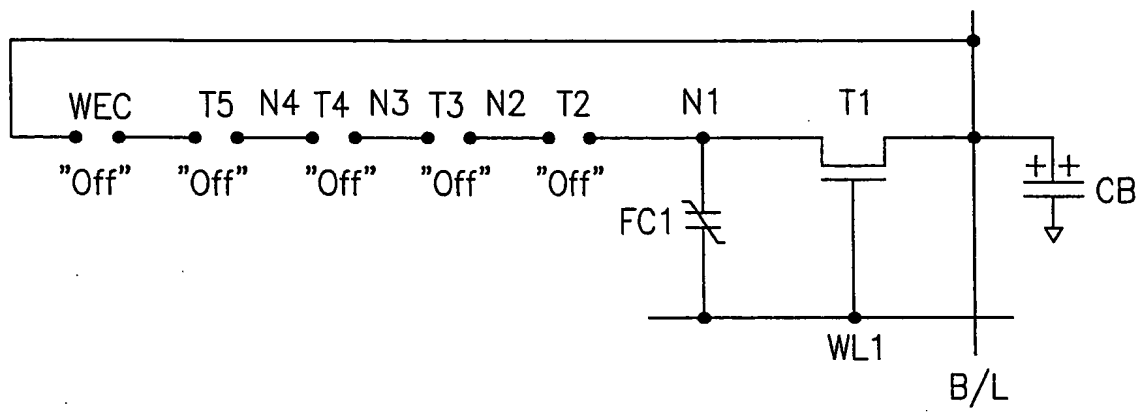 WEC T5 N4 T4 N3 T3 N2 T2 N1 T1
"Off" "Off" "Off" "Off" "Off"
++
CB
FC1
WL1
B/L